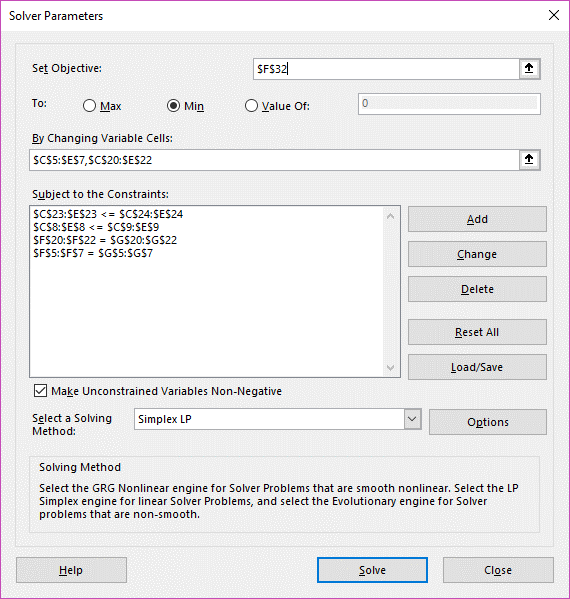 Solver Parameters
Set Objective: $F$32
To: Max Min Value Of: 0
By Changing Variable Cells:
$C$5:$E$7,$C$20:$E$22
Subject to the Constraints:
$C$23:$E$23 <= $C$24:$E$24
$C$8:$E$8 <= $C$9:$E$9
$F$20:$F$22 = $G$20:$G$22
$F$5:$F$7 = $G$5:$G$7
Add
Change
Delete
Reset All
Load/Save
Make Unconstrained Variables Non-Negative
Select a Solving
Method:
Simplex LP
Options
Solving Method
Select the GRG Nonlinear engine for Solver Problems that are smooth nonlinear. Select the LP
Simplex engine for linear Solver Problems, and select the Evolutionary engine for Solver
problems that are non-smooth.
Help
Solve
Close